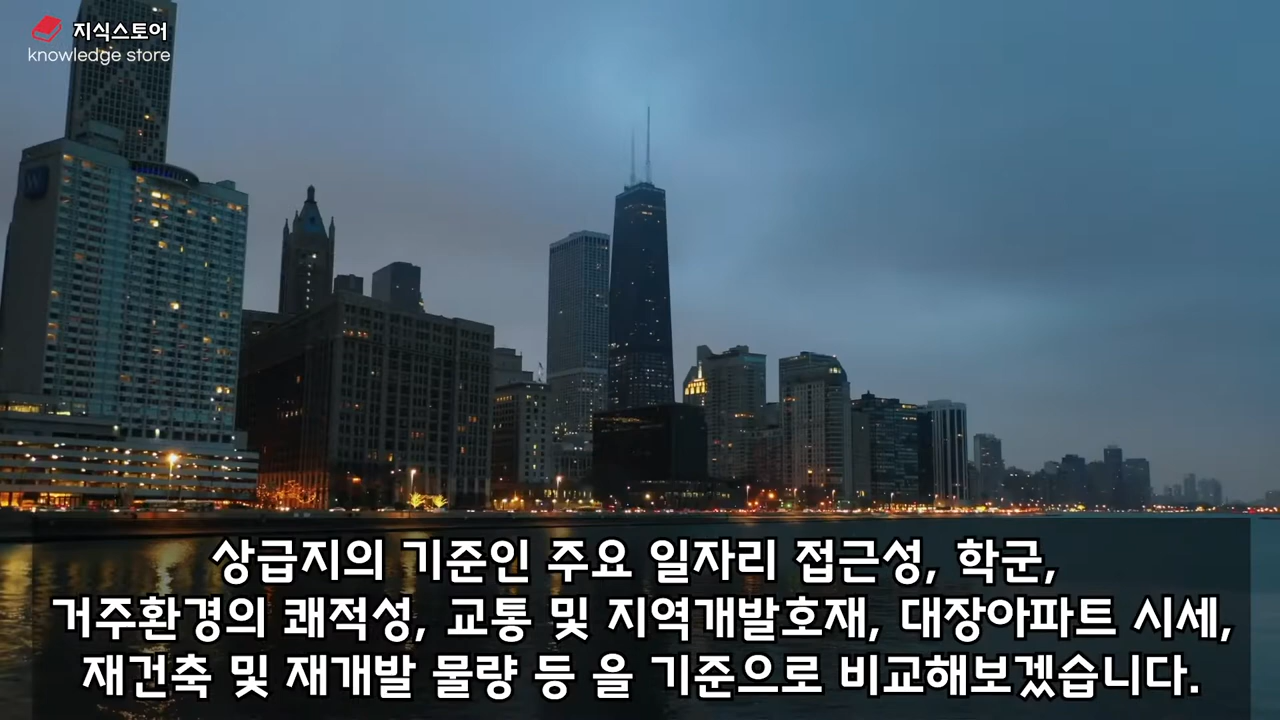 지식스토어
knowledge store
W
상급지의 기준인 주요 일자리 접근성, 학군,
거주환경의 쾌적성, 교통 및 지역개발호재, 대장아파트 시세,
재건축 및 재개발 물량 등 을 기준으로 비교해보겠습니다.